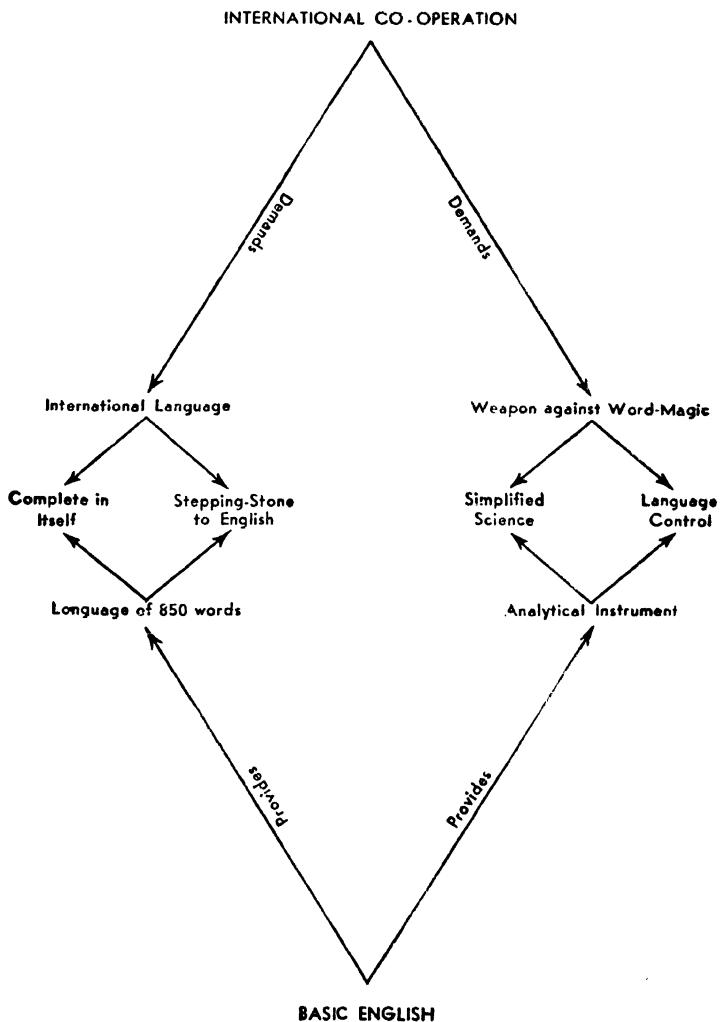 INTERNATIONAL CO-OPERATION
Demands
Demands
International Language
Weapon against Word-Magic
Complete in
Itself
Stepping-Stone
to English
Simplified
Science
Language
Control
Language of 850 words
Analytical Instrument
Provides
Provides
BASIC ENGLISH